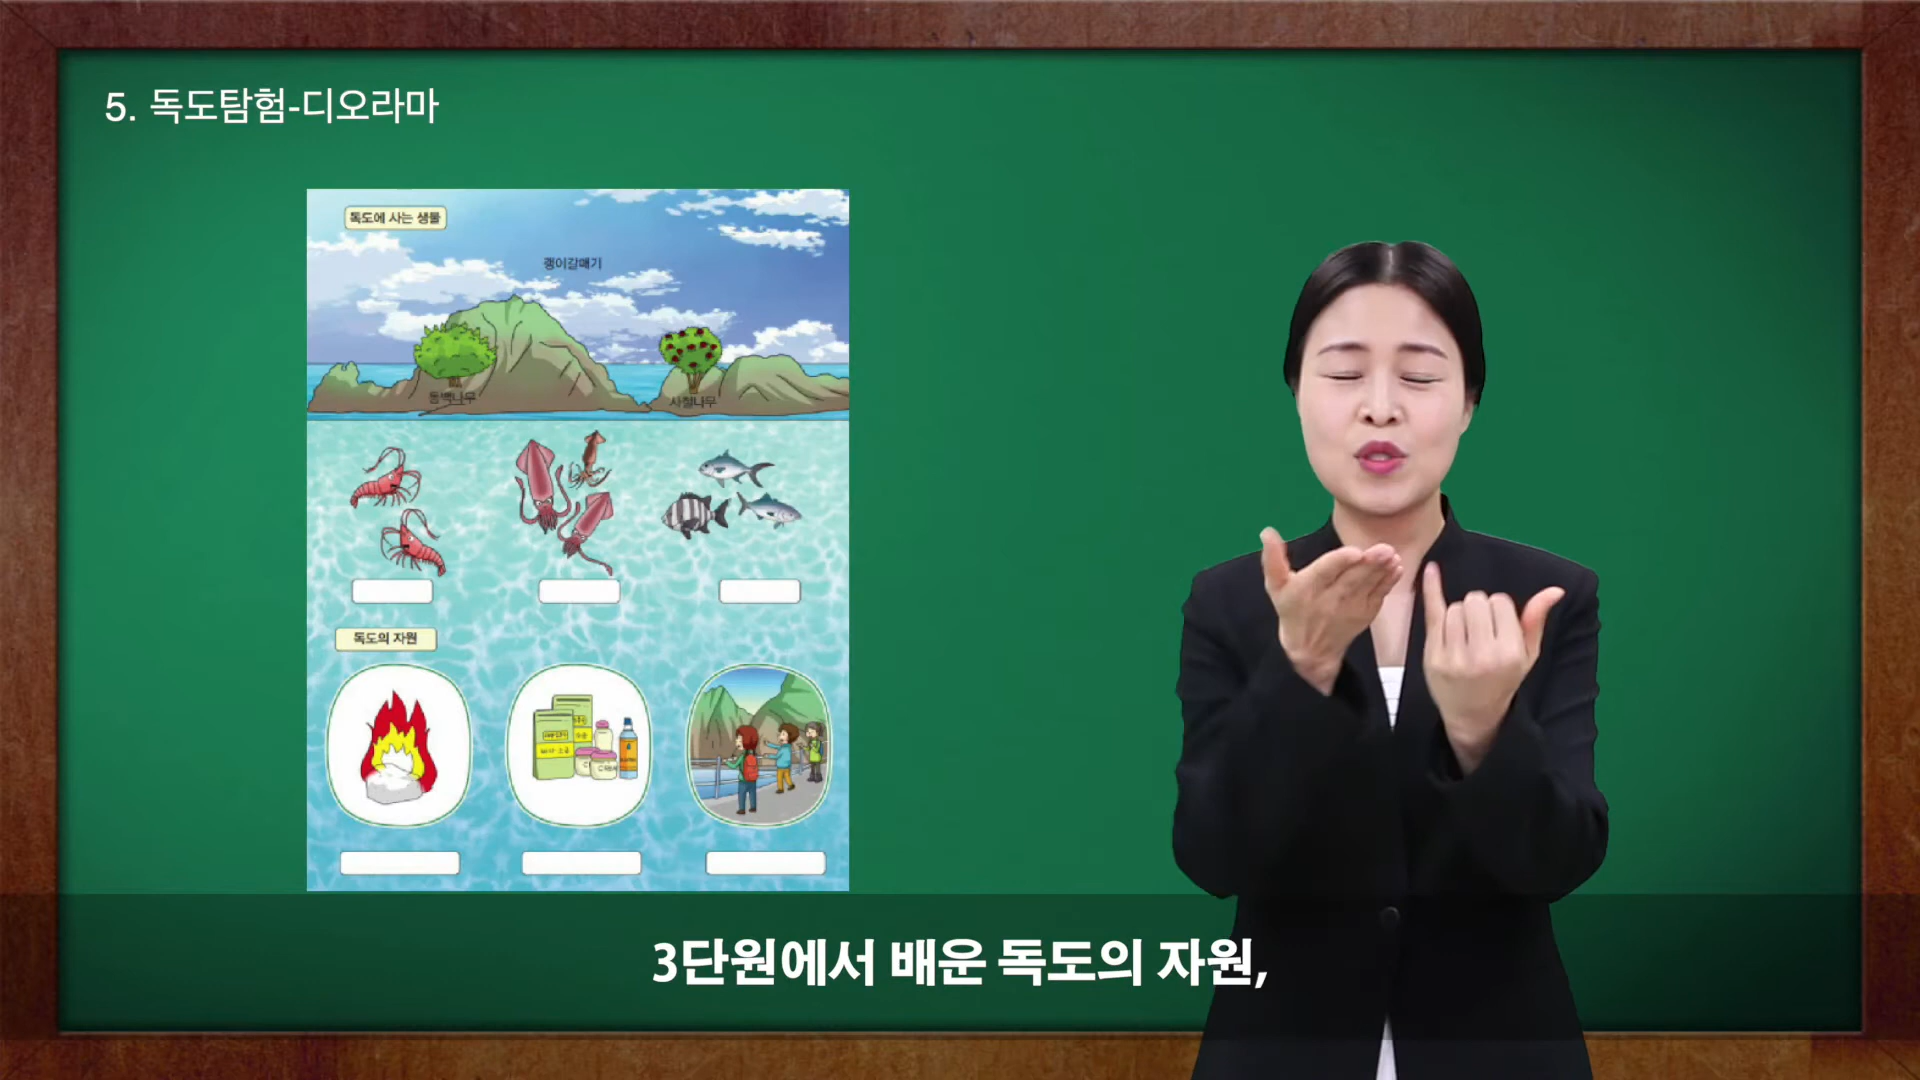 5. 독도탐험-디오라마
독도에 사는 생물
괭이갈매기
동백나무
사철나무
독도의 자원
3단원에서 배운 독도의 자원,